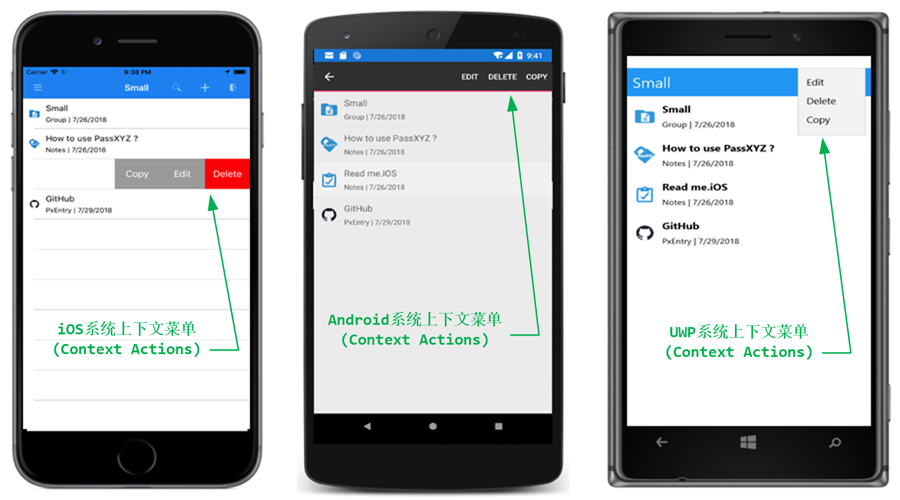 Carrier
9:38 PM
Small
Small
Group | 7/26/2018
How to use PassXYZ ?
Notes | 7/26/2018
Copy
Edit
Delete
GitHub
PxEntry | 7/29/2018
iOS系统上下文菜单
(Context Actions)
9:41
EDIT
DELETE
COPY
Small
Group | 7/26/2018
How to use PassXYZ ?
Notes | 7/26/2018
Read me.iOS
Notes | 7/26/2018
GitHub
PxEntry | 7/29/2018
Android系统上下文菜单
(Context Actions)
Small
Edit
Delete
Copy
Small
Group | 7/26/2018
How to use PassXYZ ?
Notes | 7/26/2018
Read me.iOS
Notes | 7/26/2018
GitHub
PxEntry | 7/29/2018
UWP系统上下文菜单
(Context Actions)